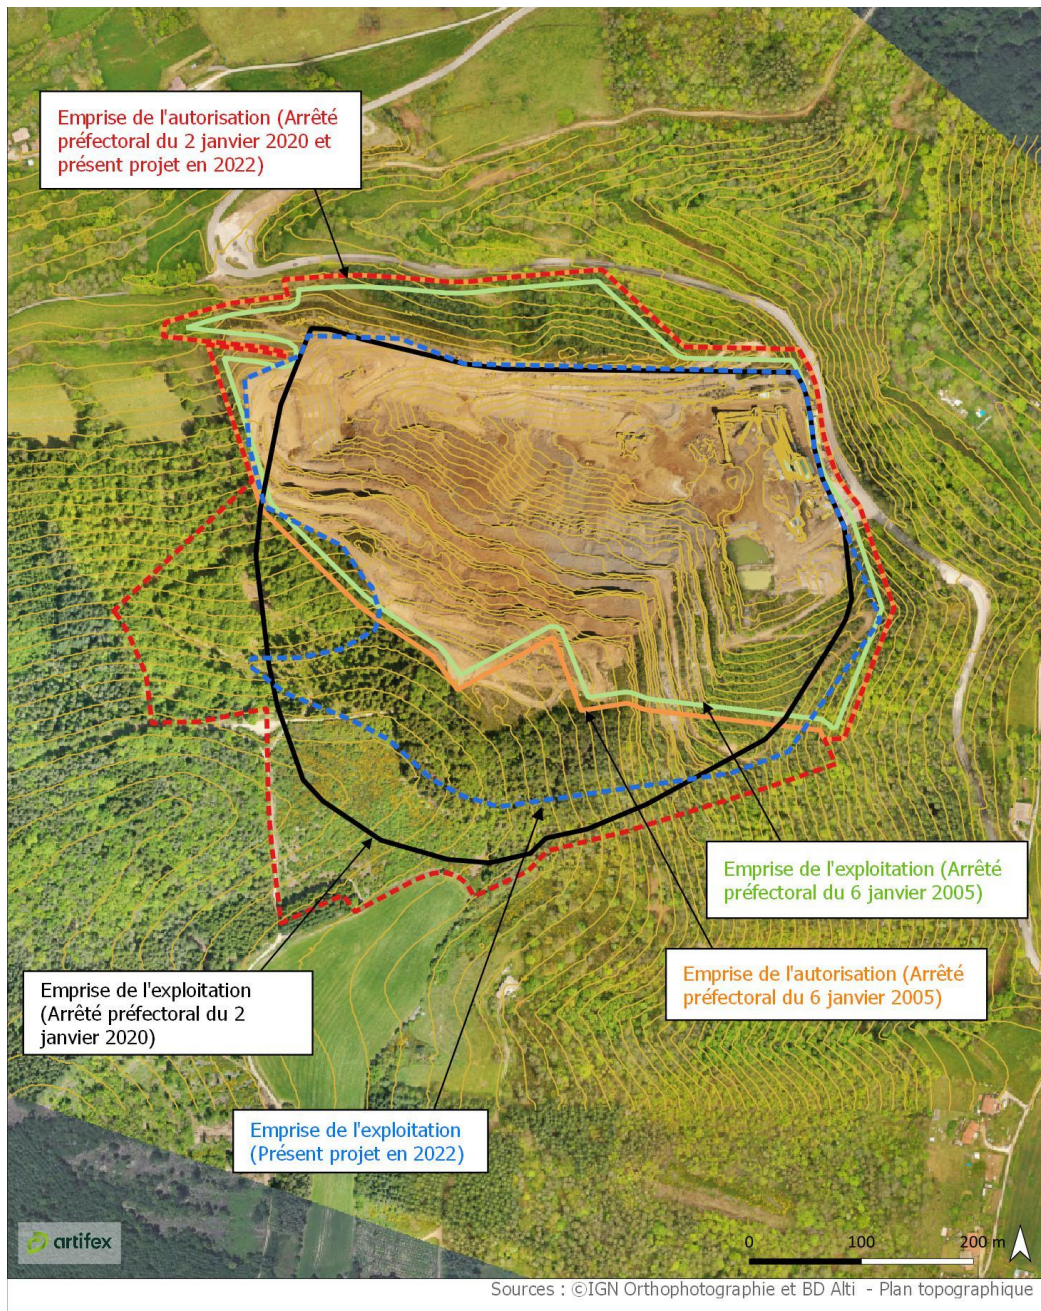 Emprise de l'autorisation (Arrêté
préfectoral du 2 janvier 2020 et
présent projet en 2022)
Emprise de l'exploitation (Arrêté
préfectoral du 6 janvier 2005)
Emprise de l'autorisation (Arrêté
préfectoral du 6 janvier 2005)
Emprise de l'exploitation
(Arrêté préfectoral du 2
janvier 2020)
Emprise de l'exploitation
(Présent projet en 2022)
artifex
0 100 200 m
Sources : ©IGN Orthophotographie et BD Alti - Plan topographique